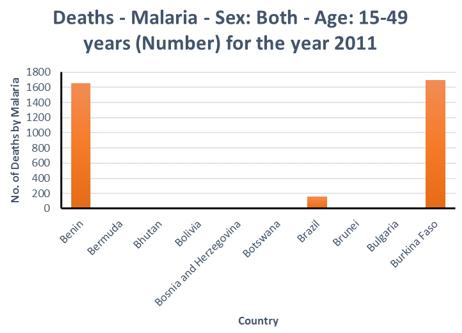 Deaths - Malaria - Sex: Both - Age: 15-49
years (Number) for the year 2011
No. of Deaths by Malaria
1800
1600
1400
1200
1000
800
600
400
200
0
Benin
Bermuda
Bhutan
Bolivia
Bosnia and Herzegovina
Botswana
Brazil
Brunei
Bulgaria
Burkina Faso
Country